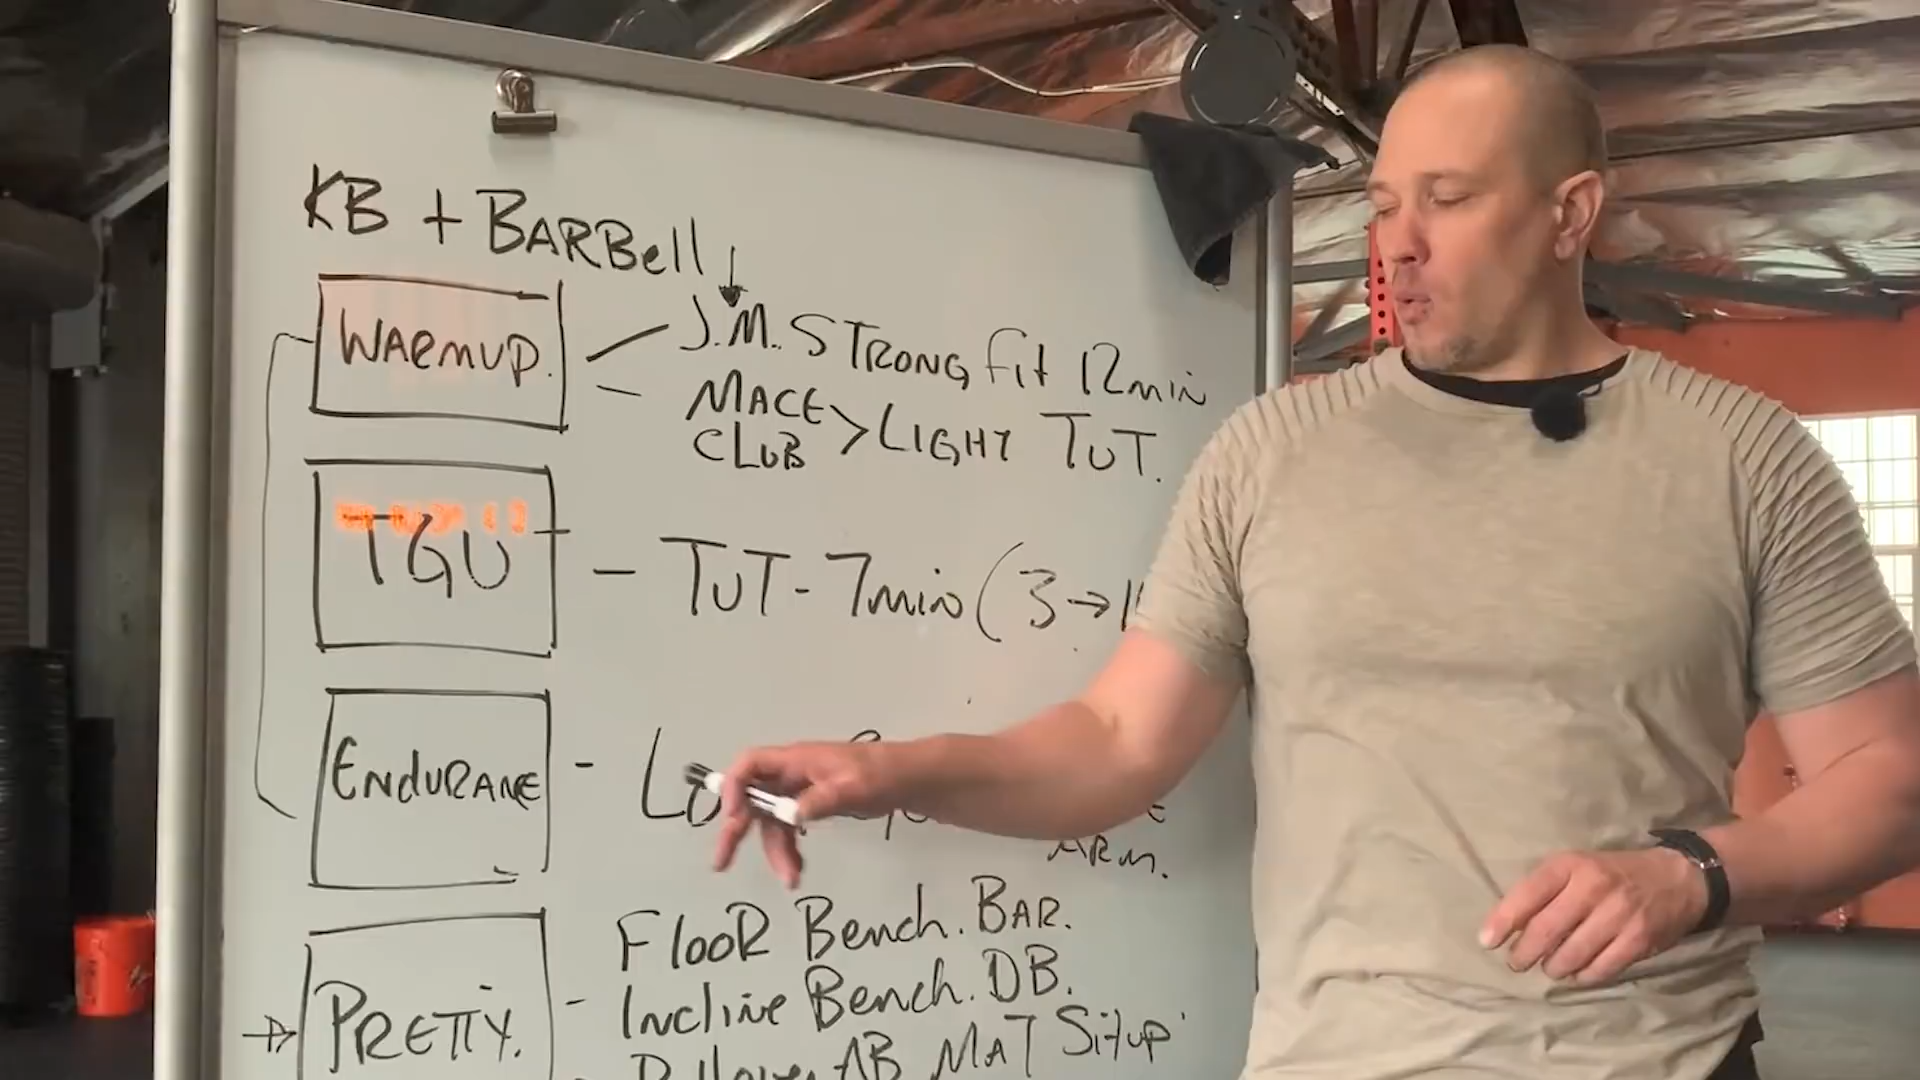 KB + BARBell
WARMUP.
J.M. STRONG Fit 12min
MACE
CLUB > LIGHT TUT.
TGU - TUT - 7min (3→
ENDURANE -
ARM.
PRETTY. -
FlooR Bench. BAR.
Incline Bench. DB.
AB MAT Situp